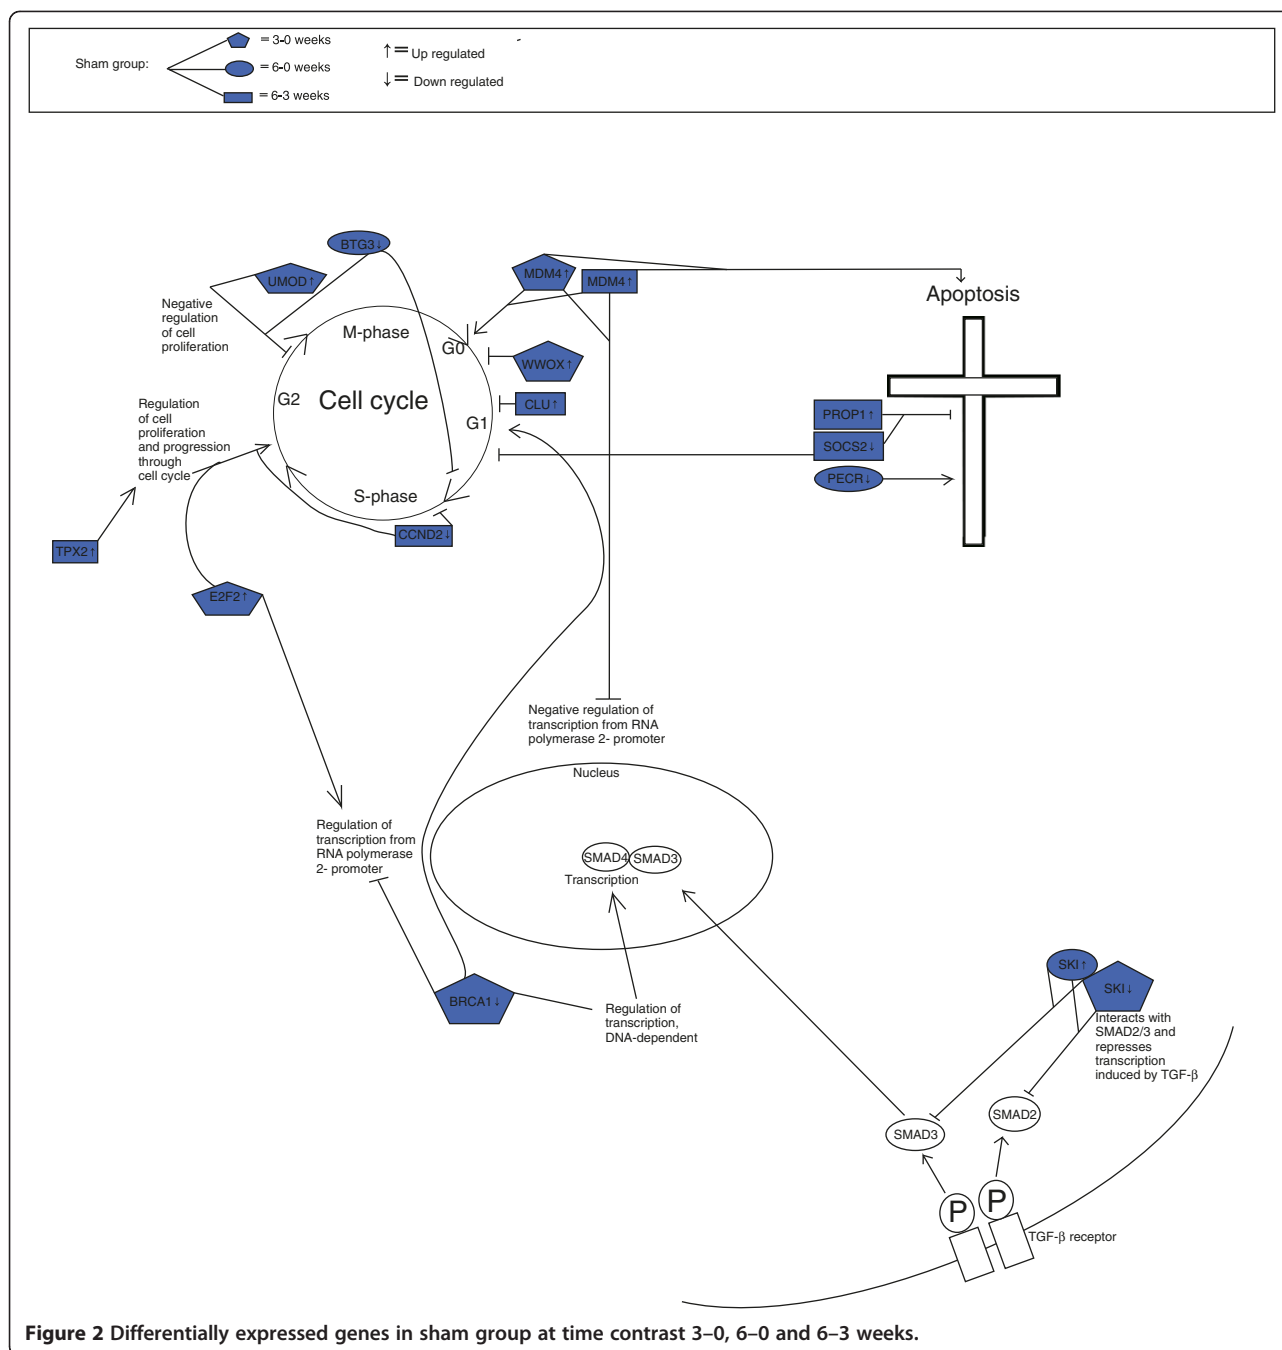 Sham group:
= 3-0 weeks
= 6-0 weeks
= 6-3 weeks
↑= Up regulated
↓= Down regulated
BTG3↓
UMOD↑
MDM4↑
MDM4↑
Apoptosis
Negative
regulation
of cell
proliferation
M-phase
G0
WWOX↑
G2
Cell cycle
CLU↑
G1
PROP1↑
SOCS2↓
PECR↓
Regulation
of cell
proliferation
and progression
through
cell cycle
S-phase
CCND2↓
TPX2↑
E2F2↑
Negative regulation of
transcription from RNA
polymerase 2- promoter
Nucleus
Regulation of
transcription from
RNA polymerase
2- promoter
SMAD4
SMAD3
Transcription
BRCA1↓
Regulation of
transcription,
DNA-dependent
SKI↑
SKI↓
Interacts with
SMAD2/3 and
represses
transcription
induced by TGF-β
SMAD2
SMAD3
P
P
TGF-β receptor
Figure 2 Differentially expressed genes in sham group at time contrast 3–0, 6–0 and 6–3 weeks.